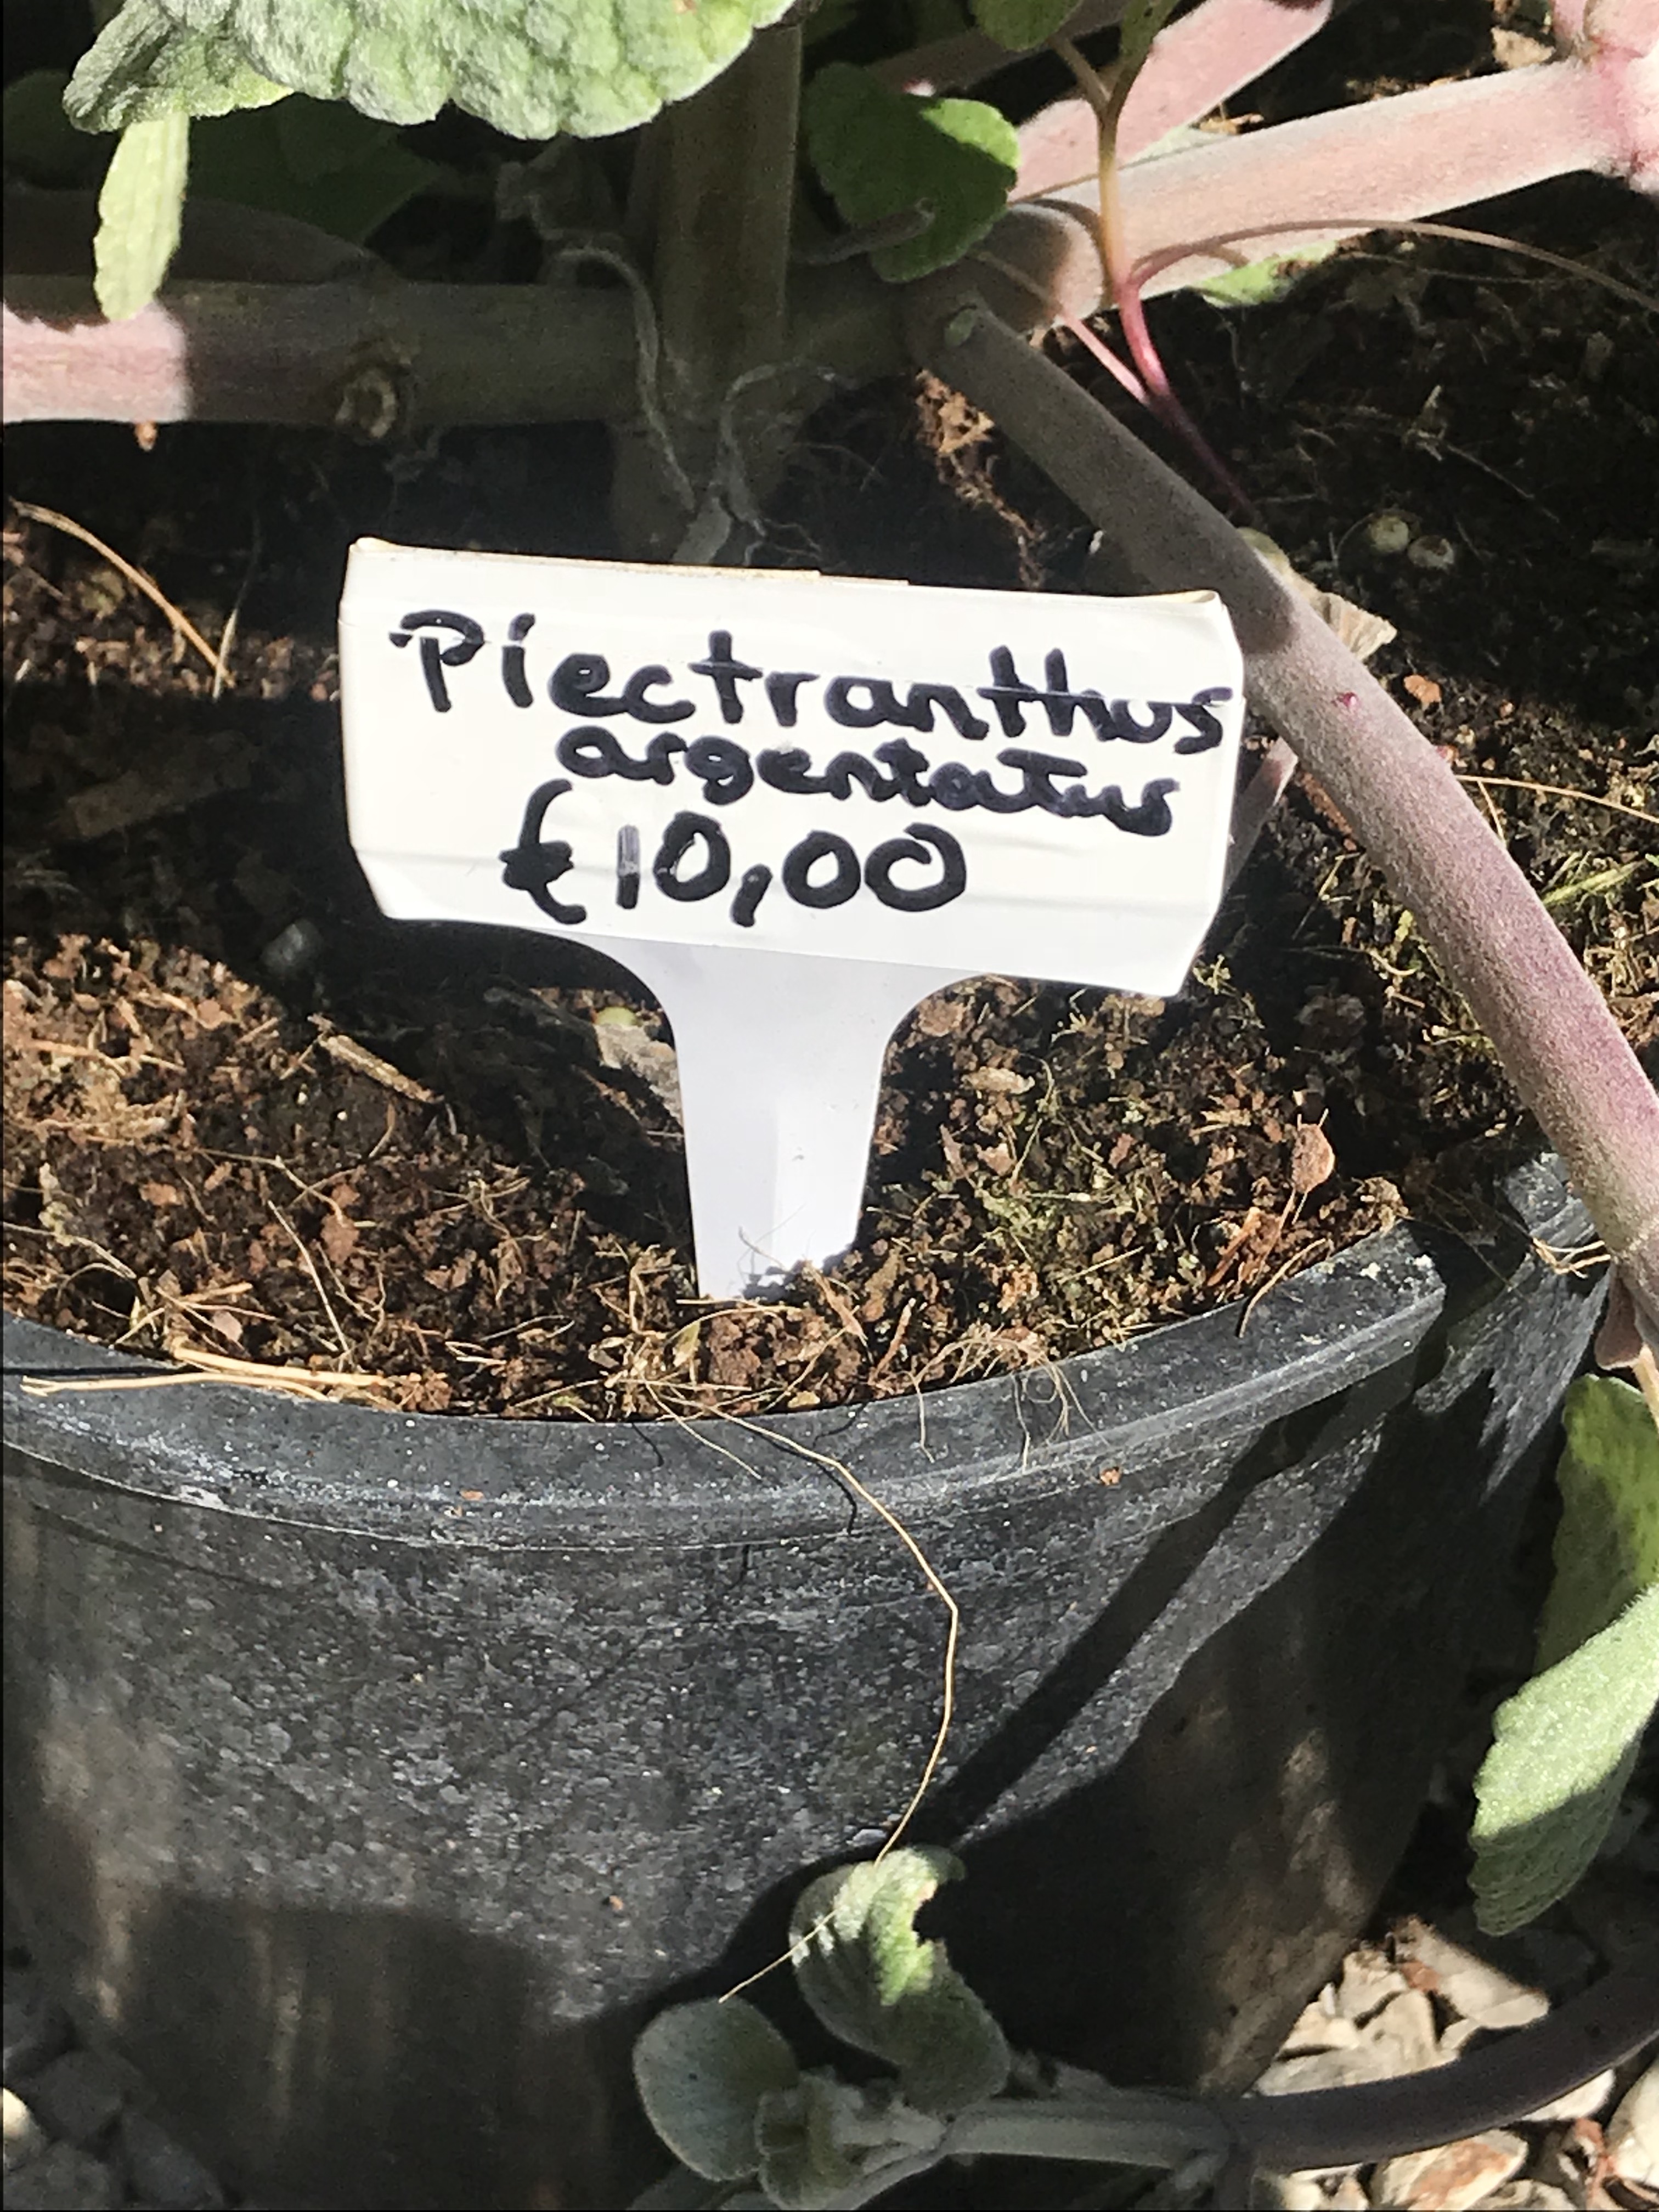 Piectranthus
argentatus
€10,00